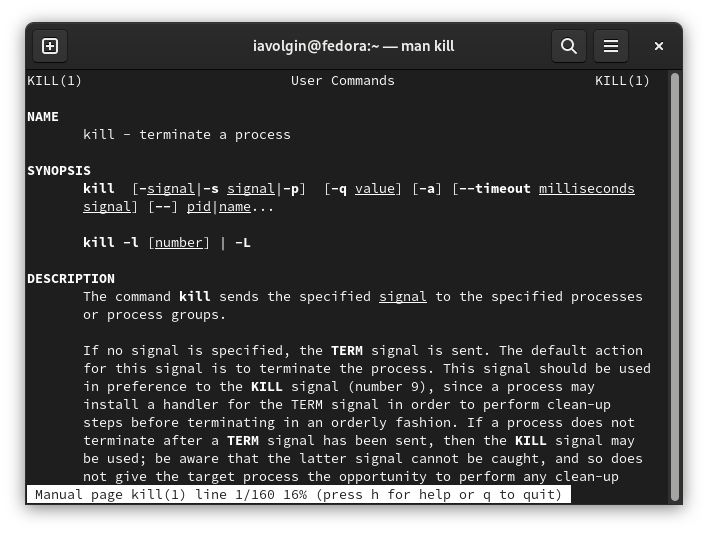 iavolgin@fedora:~ — man kill
KILL(1) User Commands KILL(1)
NAME
kill - terminate a process
SYNOPSIS
kill [-signal|-s signal|-p] [-q value] [-a] [--timeout milliseconds
signal] [--] pid|name...
kill -l [number] | -L
DESCRIPTION
The command kill sends the specified signal to the specified processes
or process groups.
If no signal is specified, the TERM signal is sent. The default action
for this signal is to terminate the process. This signal should be used
in preference to the KILL signal (number 9), since a process may
install a handler for the TERM signal in order to perform clean-up
steps before terminating in an orderly fashion. If a process does not
terminate after a TERM signal has been sent, then the KILL signal may
be used; be aware that the latter signal cannot be caught, and so does
not give the target process the opportunity to perform any clean-up
Manual page kill(1) line 1/160 16% (press h for help or q to quit)